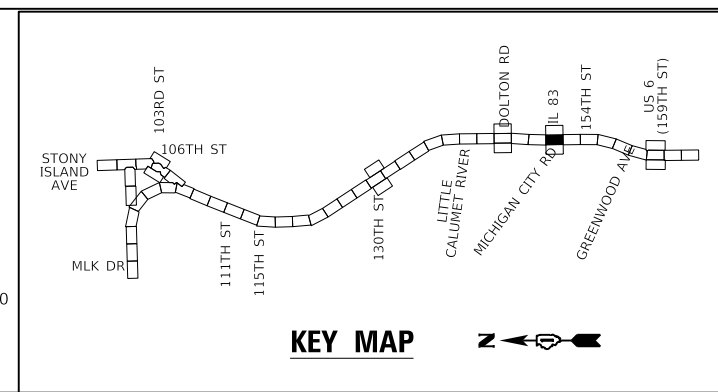 103RD ST
106TH ST
STONY
ISLAND
AVE
MLK DR
111TH ST
115TH ST
130TH ST
LITTLE
CALUMET RIVER
DOLTON RD
MICHIGAN CITY RD
IL 83
154TH ST
GREENWOOD AVE
US 6
(159TH ST)
0
KEY MAP
N